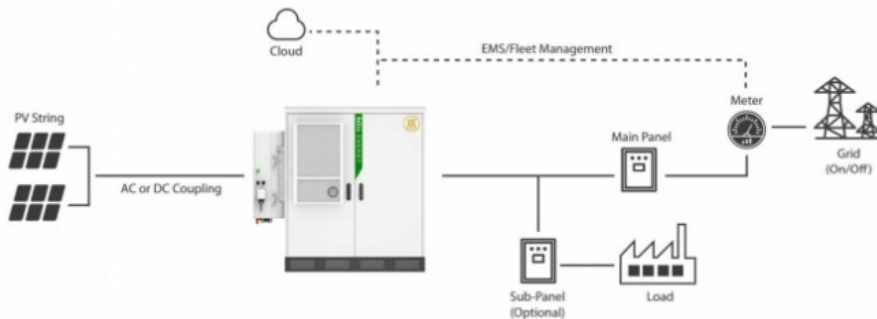 Cloud
EMS/Fleet Management
PV String
Meter
Main Panel
Grid
(On/Off)
AC or DC Coupling
Sub-Panel
(Optional)
Load